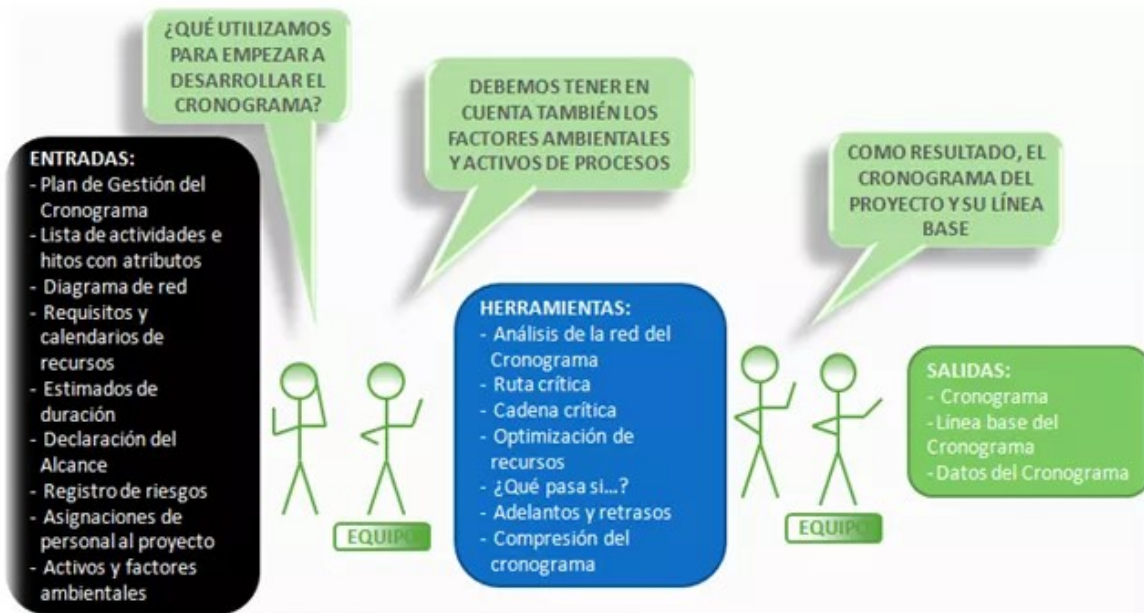 ¿QUÉ UTILIZAMOS
PARA EMPEZAR A
DESARROLLAR EL
CRONOGRAMA?
DEBEMOS TENER EN
CUENTA TAMBIÉN LOS
FACTORES AMBIENTALES
Y ACTIVOS DE PROCESOS
COMO RESULTADO, EL
CRONOGRAMA DEL
PROYECTO Y SU LÍNEA
BASE
ENTRADAS:
- Plan de Gestión del
Cronograma
- Lista de actividades e
hitos con atributos
- Diagrama de red
- Requisitos y
calendarios de
recursos
- Estimados de
duración
- Declaración del
Alcance
- Registro de riesgos
- Asignaciones de
personal al proyecto
- Activos y factores
ambientales
EQUIPO
HERRAMIENTAS:
- Análisis de la red del
Cronograma
- Ruta crítica
- Cadena crítica
- Optimización de
recursos
- ¿Qué pasa si...?
- Adelantos y retrasos
- Compresión del
cronograma
EQUIPO
SALIDAS:
- Cronograma
- Línea base del
Cronograma
- Datos del Cronograma